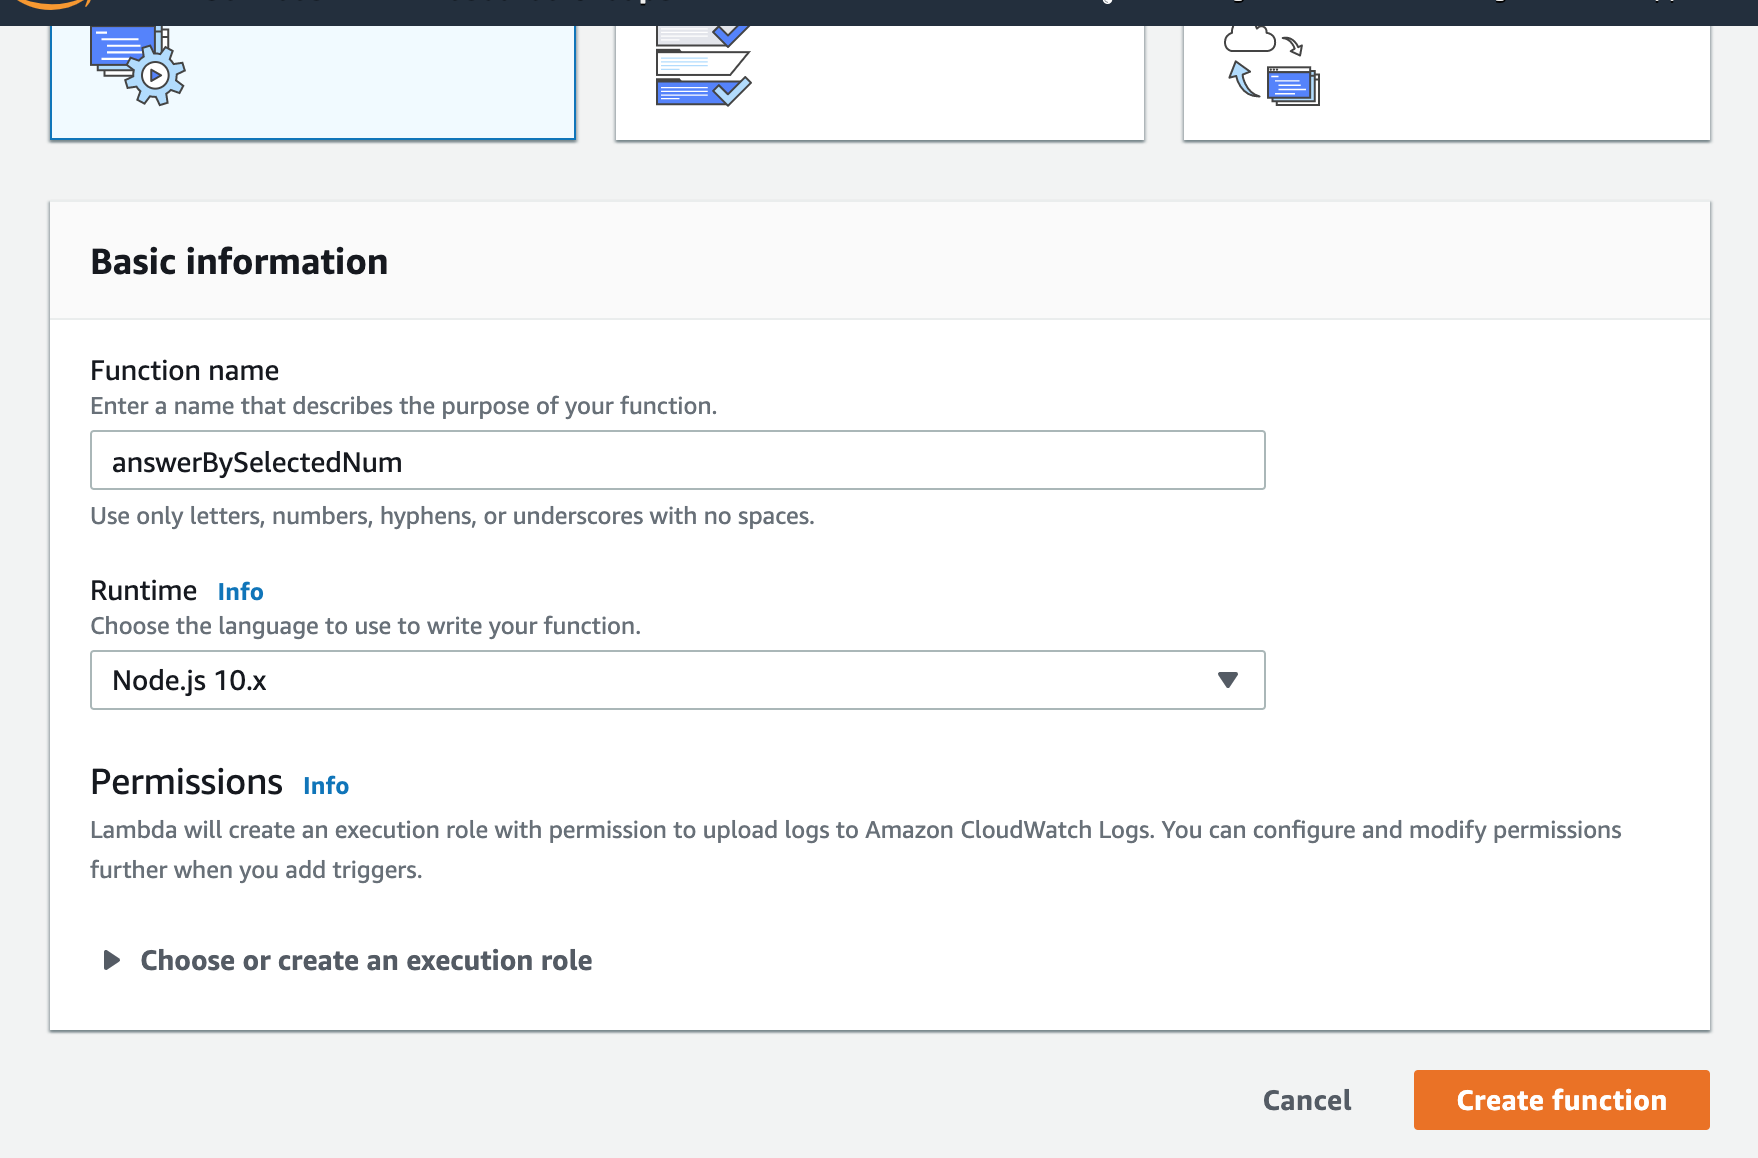 Basic information
Function name
Enter a name that describes the purpose of your function.
answerBySelectedNum
Use only letters, numbers, hyphens, or underscores with no spaces.
Runtime Info
Choose the language to use to write your function.
Node.js 10.x
Permissions Info
Lambda will create an execution role with permission to upload logs to Amazon CloudWatch Logs. You can configure and modify permissions
further when you add triggers.
Choose or create an execution role
Cancel Create function